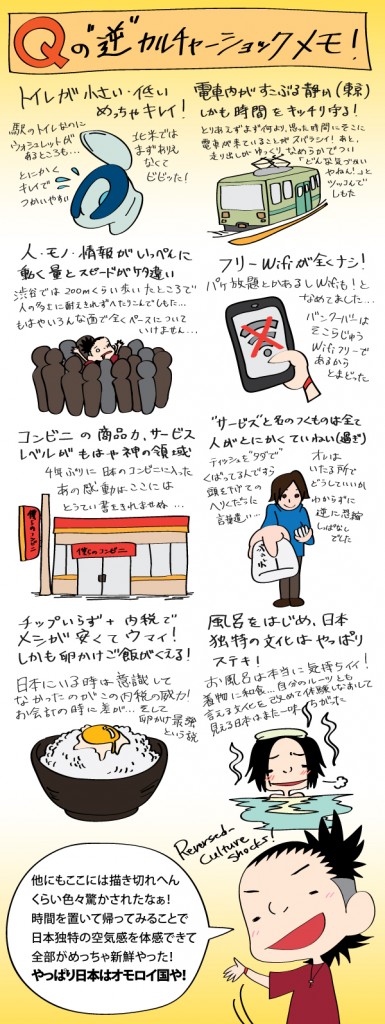 Qの"逆"カルチャーショックメモ!
トイレが小さい・低い
めっちゃキレイ!
駅のトイレなのに
ウォシュレットが
あるところも…
とにかく
キレイで
つかいやすい
北米では
まずありえ
なくて
ビビッた!
電車内がすこぶる静か(東京)
しかも時間をキッチリ守る!
とりあえずまず何より、思った時間にそこに
電車が来ていることがスバラシイ!あと、
走り出しがゆっくり、なめらかでつい
「どんな気づかい
やねん!」
とツッコんで
しもた
人・モノ・情報がいっぺんに
動く量とスピードがケタ違い
渋谷では200mくらい歩いたところで
人の多さに耐えきれずへたりこんでしもた…
もはやいろんな面で全くペースについて
いけません…
フリーWifiが全くナシ!
パケ放題とかあるしWifiも!と
なめてました…
バンクーバーは
そこらじゅう
Wifiフリーで
あるから
とまどった
コンビニの商品力、サービス
レベルがもはや神の領域
4年ぶりに日本のコンビニに入った
あの感動はここには
とうてい書ききれませぬ…
僕らのコンビニ
僕らのコンビニ
"サービス"と名のつくものは全て
人がとにかくていねい(過ぎ)
ティッシュを"タダで"
くばってるんですら
頭を下げての
へりくだった
言葉遣い…
オレは
いたる所で
どうしていいか
わからずに
逆に恐縮
しっぱなし
でした
チップいらず+内税で
メシが安くてウマイ!
しかも卵かけご飯がくえる!
日本にいる時は意識して
なかったのがこの内税の威力!
お会計の時に差が…そして
卵かけ最強
という説
風呂をはじめ、日本
独特の文化はやっぱり
ステキ!
お風呂は本当に気持ちイイ!
着物に和食…自分のルーツとも
言える文化を改めて体験しなおして
見える日本はまた一味ちがった
Reversed-
Culture
shocks!
他にもここには描き切れへん
くらい色々驚かされたなぁ!
時間を置いて帰ってみることで
日本独特の空気感を体感できて
全部がめっちゃ新鮮やった!
やっぱり日本はオモロイ国や!